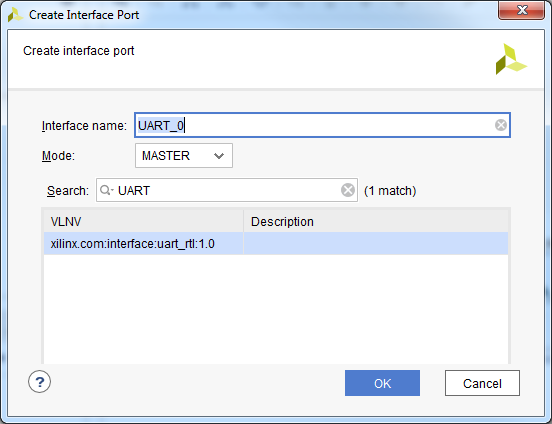 Create Interface Port
Create interface port
Interface name: UART_0
Mode: MASTER
Search: UART (1 match)
VLNV Description
xilinx.com:interface:uart_rtl:1.0
? OK Cancel